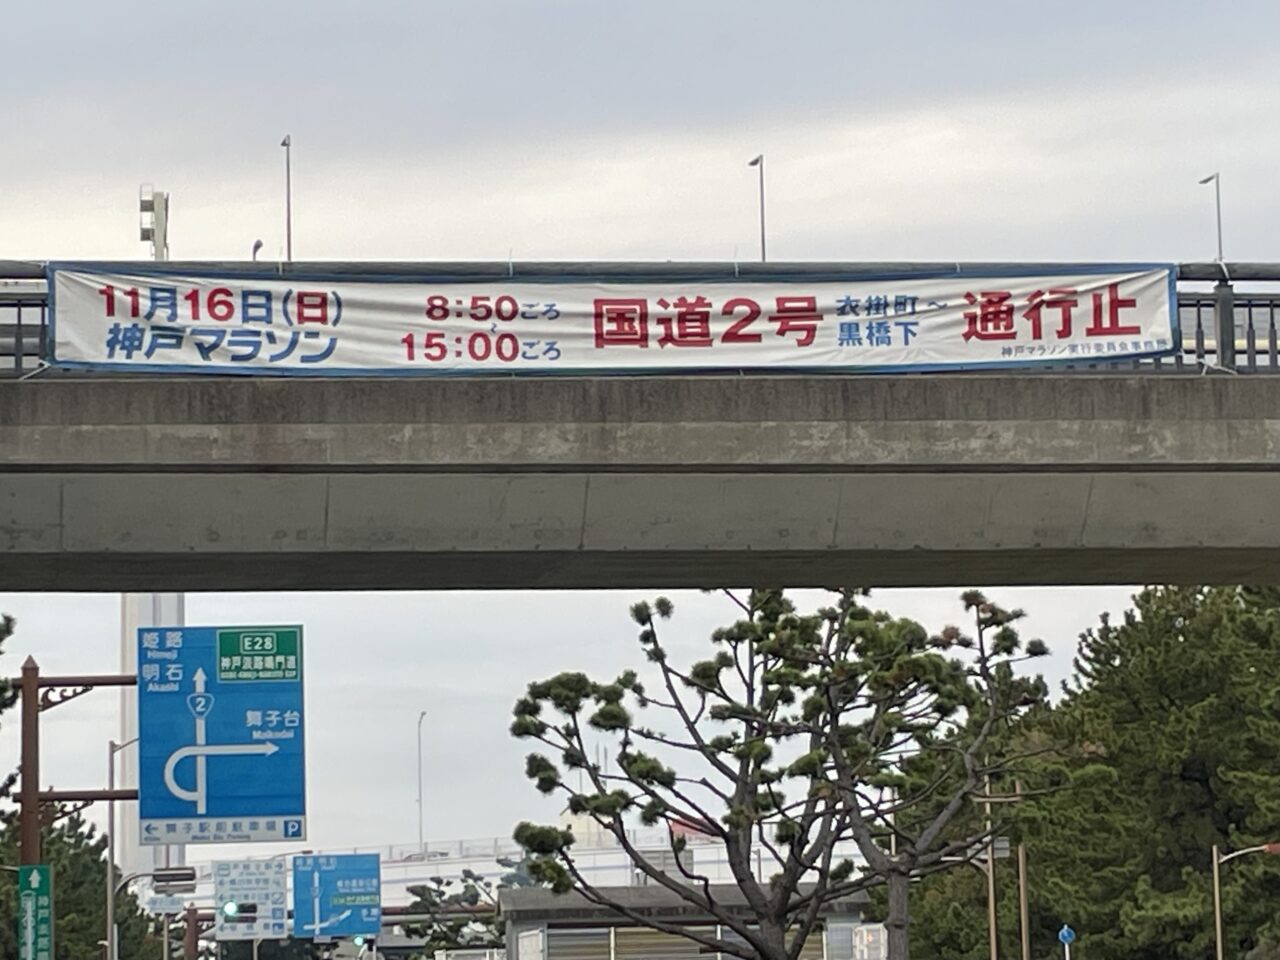 11月16日(日)
神戸マラソン
8:50ごろ
~
15:00ごろ
国道2号
衣掛町~
黒橋下
通行止
神戸マラソン実行委員会事務局
姫路
Himeji
明石
Akashi
E28
神戸淡路鳴門道
2
舞子台
Maikodai
舞子駅前駐車場
P
神戸淡路